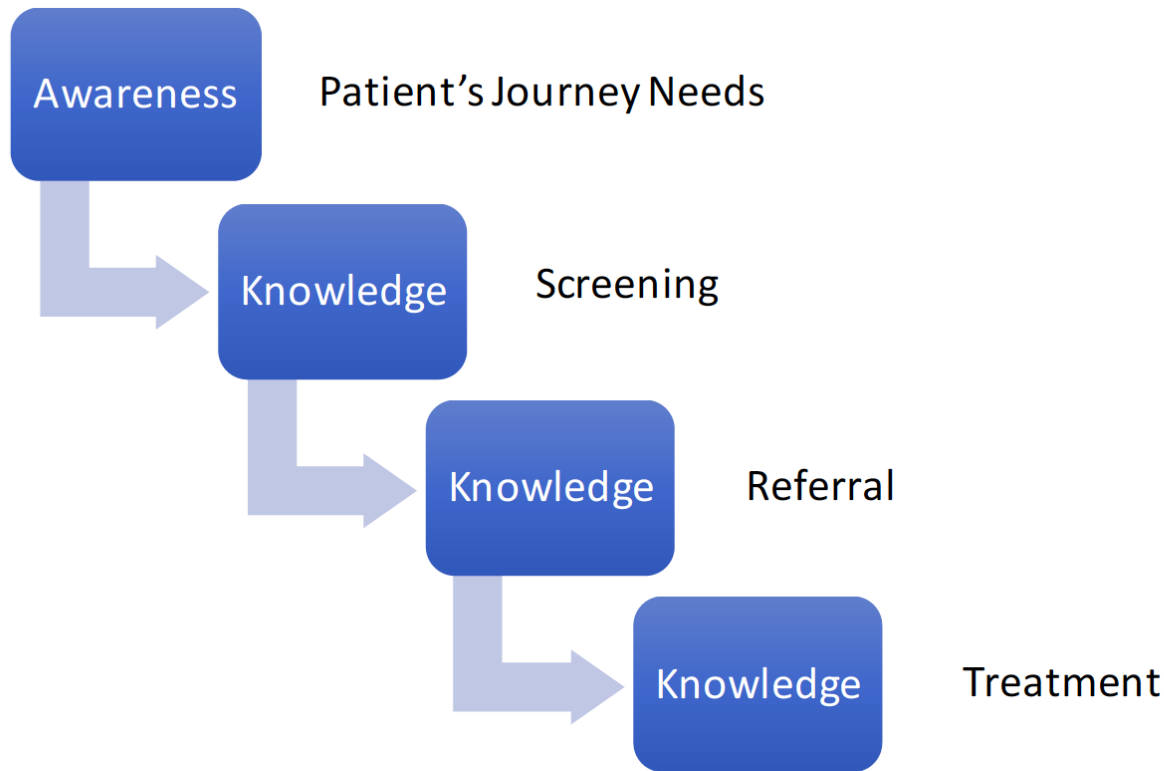 Awareness
Patient’s Journey Needs
Knowledge
Screening
Knowledge
Referral
Knowledge
Treatment